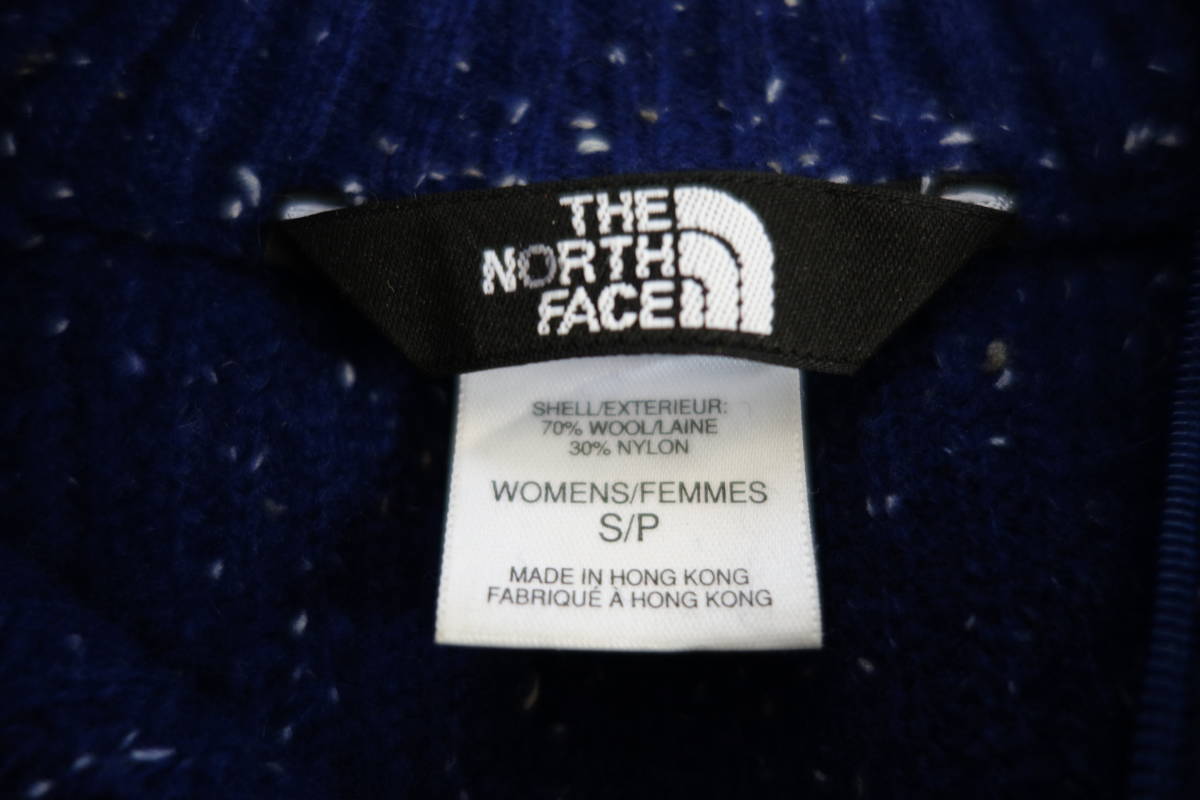 THE
NORTH
FACE
SHELL/EXTERIEUR:
70% WOOL/LAINE
30% NYLON
WOMENS/FEMMES
S/P
MADE IN HONG KONG
FABRIQUÉ À HONG KONG